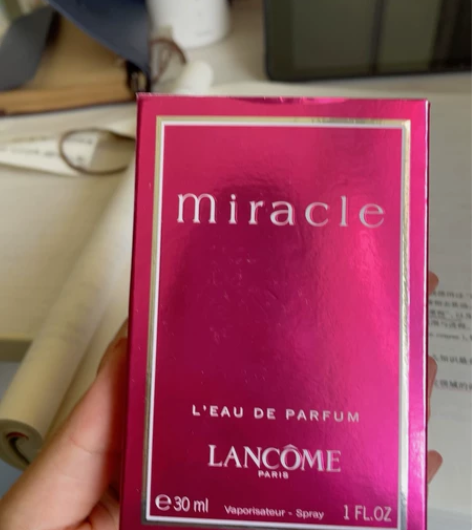 miracle
L'EAU DE PARFUM
LANCÔME
PARIS
℮ 30 ml Vaporisateur - Spray 1 FL.OZ